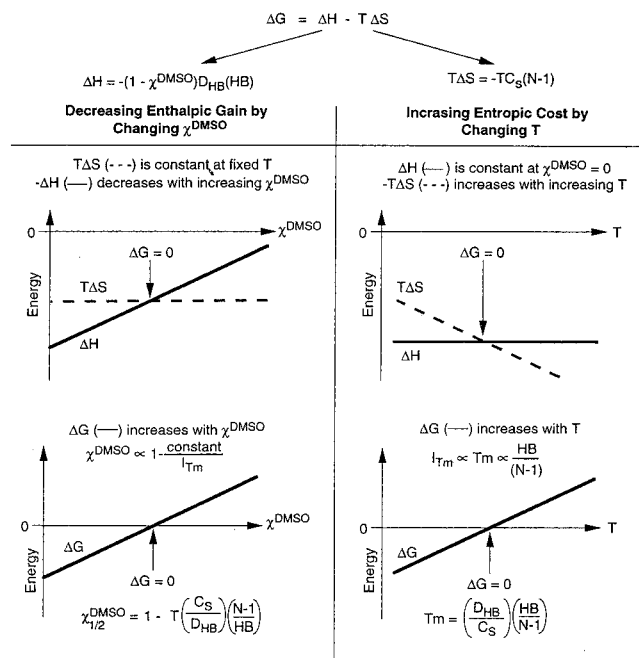 ΔG = ΔH - TΔS
ΔH = -(1 - χ^DMSO)D_HB(HB)
TΔS = -TC_S(N-1)
Decreasing Enthalpic Gain by
Changing χ^DMSO
Incrasing Entropic Cost by
Changing T
TΔS (- - -) is constant at fixed T
-ΔH (—) decreases with increasing χ^DMSO
0
χ^DMSO
ΔG = 0
TΔS
ΔH
Energy
ΔH (—) is constant at χ^DMSO = 0
-TΔS (- - -) increases with increasing T
0
T
ΔG = 0
TΔS
ΔH
Energy
ΔG (—) increases with χ^DMSO
χ^DMSO ∝ 1 - constant / I_Tm
0
χ^DMSO
ΔG
ΔG = 0
Energy
χ^DMSO_1/2 = 1 - T(C_S/D_HB)(N-1/HB)
ΔG (—) increases with T
I_Tm ∝ Tm ∝ HB/(N-1)
0
T
ΔG
ΔG = 0
Energy
Tm = (D_HB/C_S)(HB/N-1)